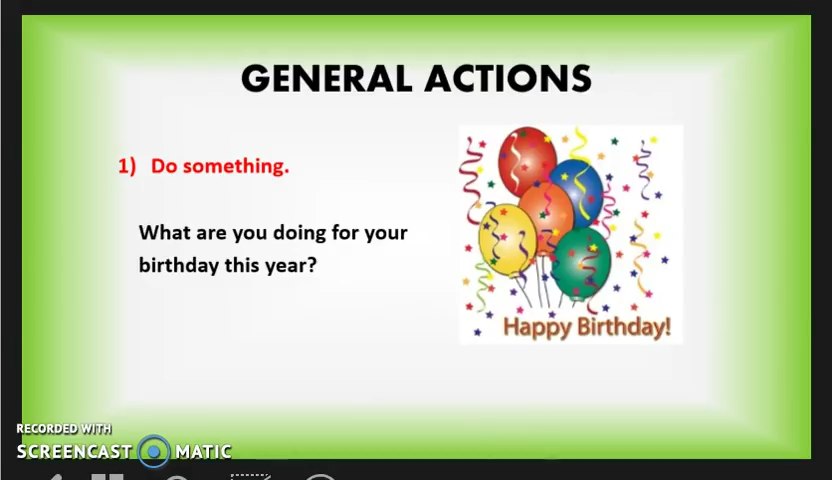 GENERAL ACTIONS
1) Do something.
What are you doing for your
birthday this year?
Happy Birthday!
RECORDED WITH
SCREENCAST MATIC